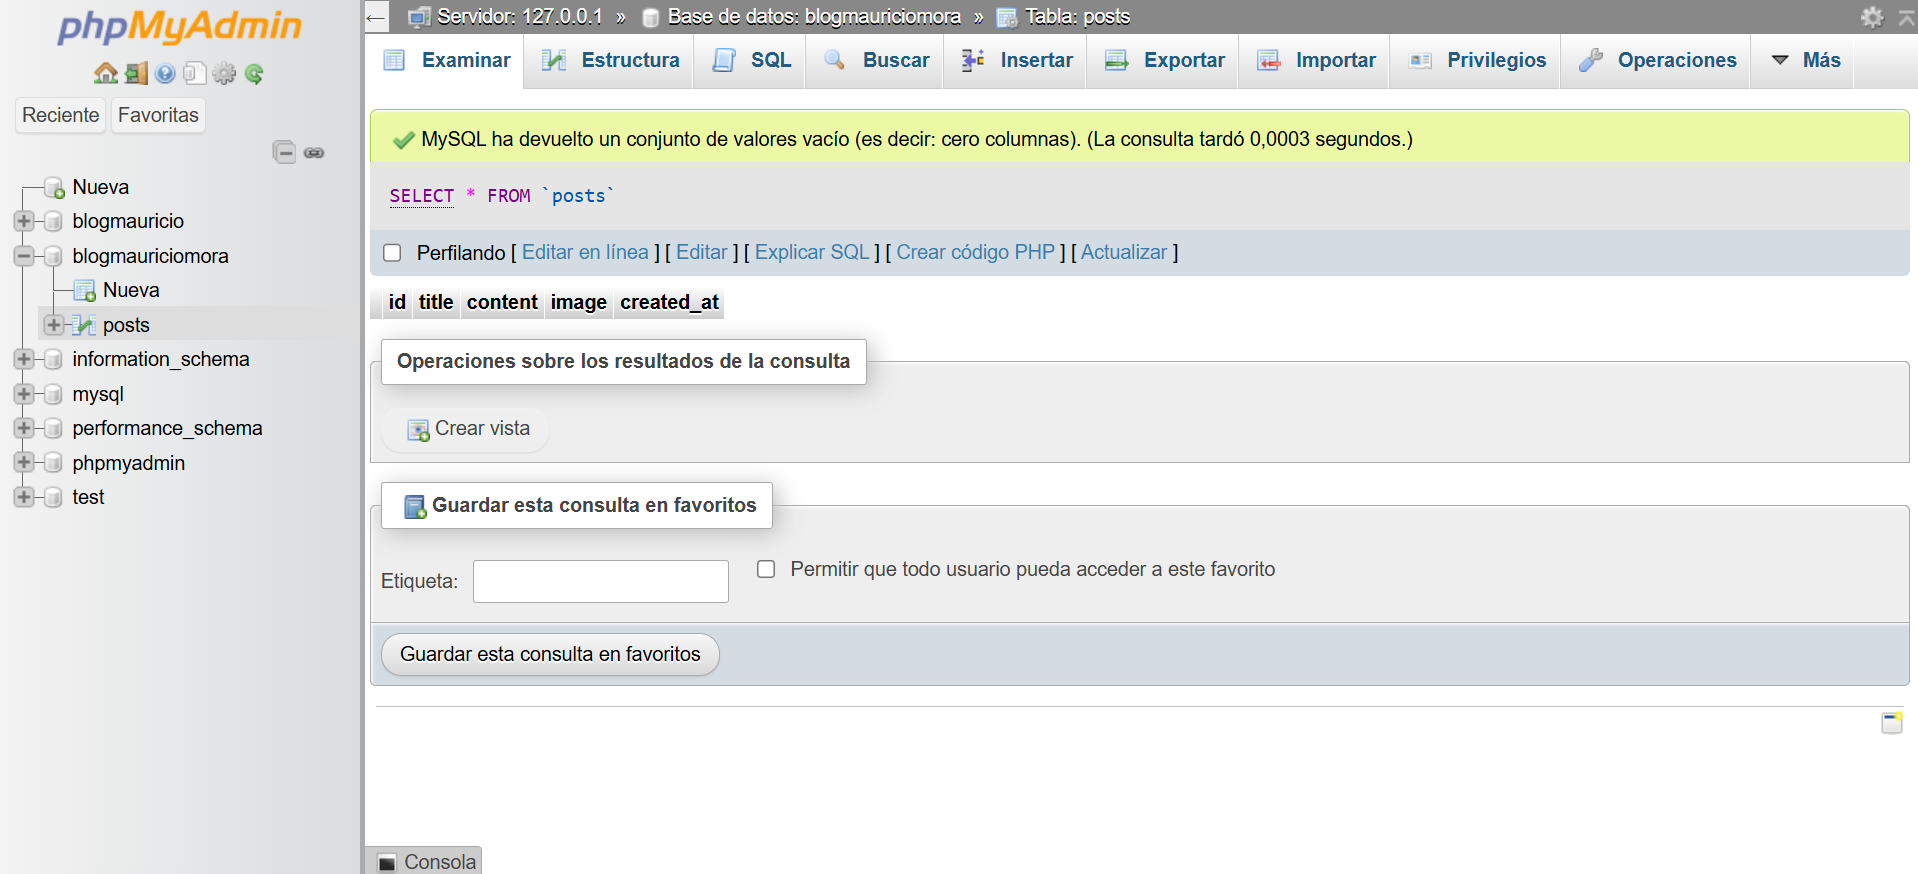 phpMyAdmin
Reciente Favoritas
Nueva
blogmauricio
blogmauriciomora
Nueva
posts
information_schema
mysql
performance_schema
phpmyadmin
test
← Servidor: 127.0.0.1 » Base de datos: blogmauriciomora » Tabla: posts
Examinar Estructura SQL Buscar Insertar Exportar Importar Privilegios Operaciones Más
MySQL ha devuelto un conjunto de valores vacío (es decir: cero columnas). (La consulta tardó 0,0003 segundos.)
SELECT * FROM `posts`
Perfilando [ Editar en línea ] [ Editar ] [ Explicar SQL ] [ Crear código PHP ] [ Actualizar ]
id title content image created_at
Operaciones sobre los resultados de la consulta
Crear vista
Guardar esta consulta en favoritos
Etiqueta: Permitir que todo usuario pueda acceder a este favorito
Guardar esta consulta en favoritos
Consola